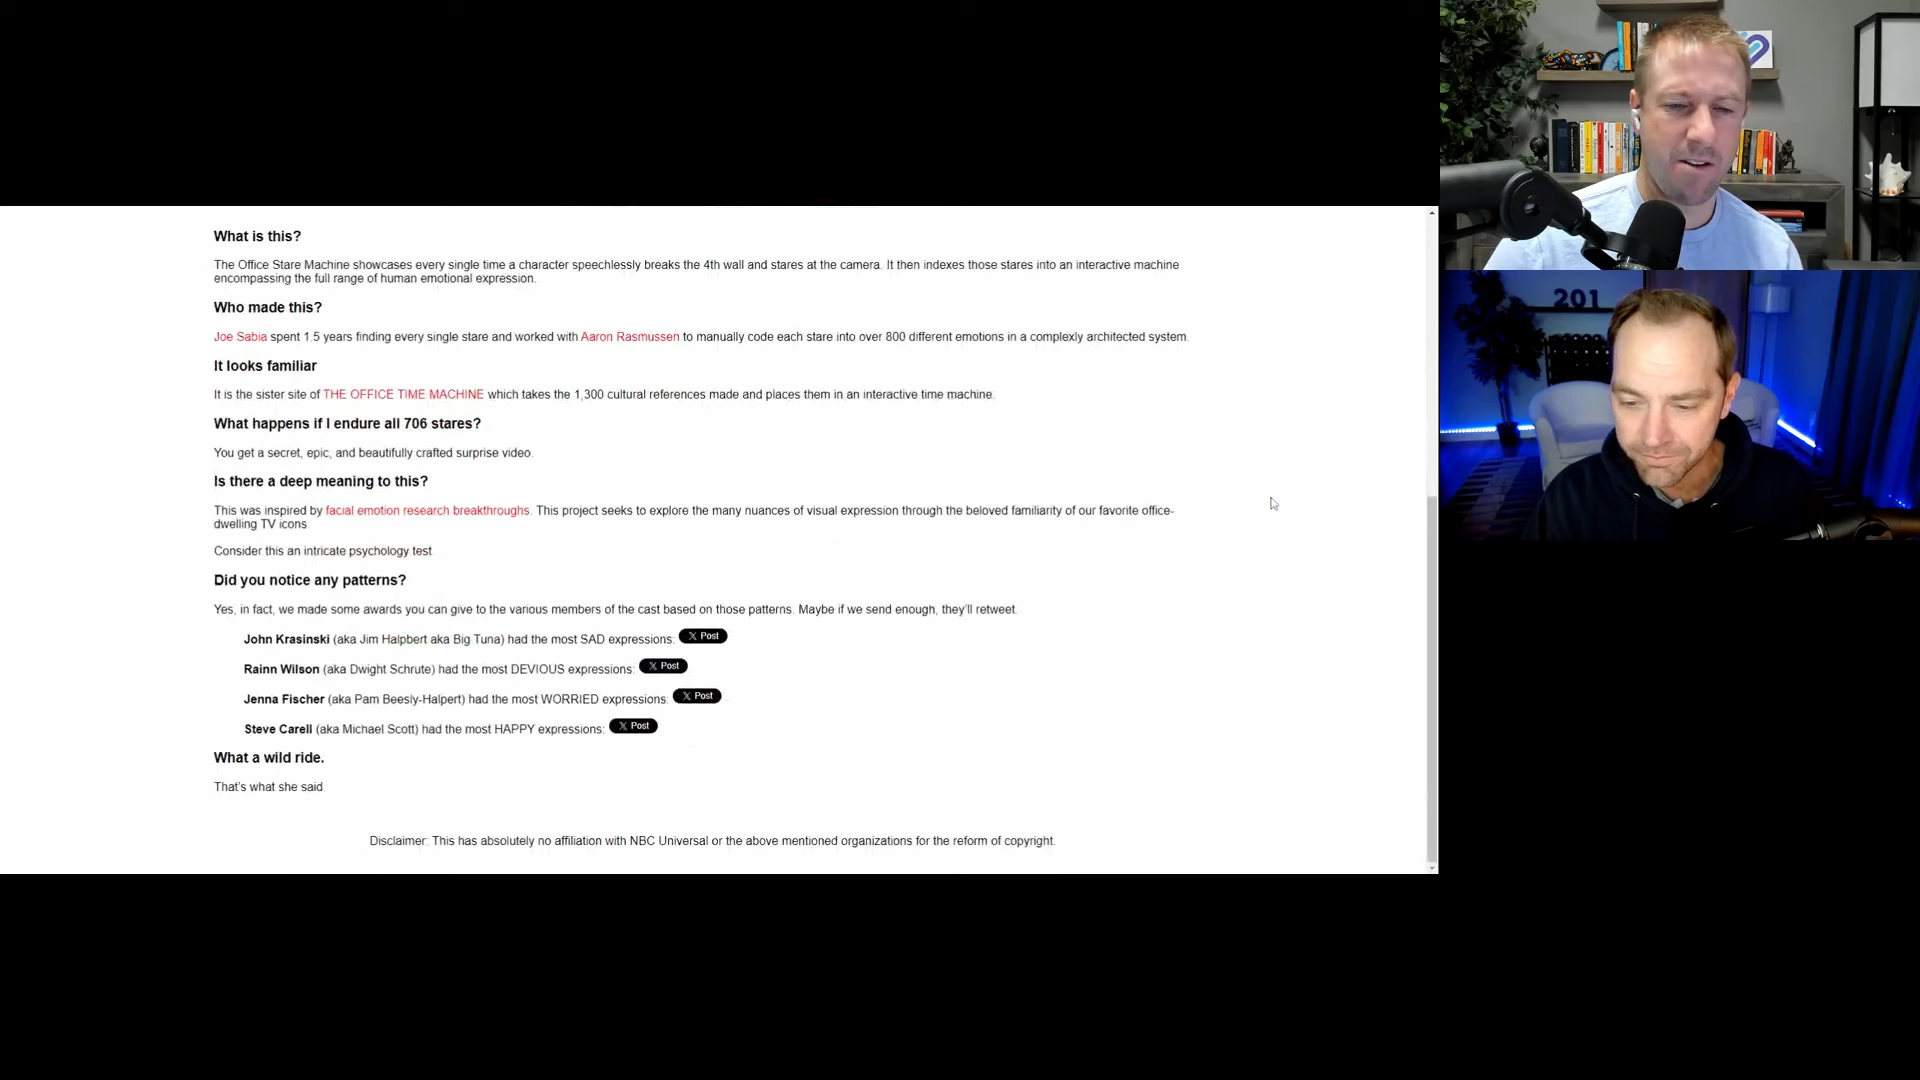 201
What is this?
The Office Stare Machine showcases every single time a character speechlessly breaks the 4th wall and stares at the camera. It then indexes those stares into an interactive machine
encompassing the full range of human emotional expression.
Who made this?
Joe Sabia spent 1.5 years finding every single stare and worked with Aaron Rasmussen to manually code each stare into over 800 different emotions in a complexly architected system.
It looks familiar
It is the sister site of THE OFFICE TIME MACHINE which takes the 1,300 cultural references made and places them in an interactive time machine.
What happens if I endure all 706 stares?
You get a secret, epic, and beautifully crafted surprise video.
Is there a deep meaning to this?
This was inspired by facial emotion research breakthroughs. This project seeks to explore the many nuances of visual expression through the beloved familiarity of our favorite office-
dwelling TV icons.
Consider this an intricate psychology test.
Did you notice any patterns?
Yes, in fact, we made some awards you can give to the various members of the cast based on those patterns. Maybe if we send enough, they'll retweet.
John Krasinski (aka Jim Halpbert aka Big Tuna) had the most SAD expressions: X Post
Rainn Wilson (aka Dwight Schrute) had the most DEVIOUS expressions: X Post
Jenna Fischer (aka Pam Beesly-Halpert) had the most WORRIED expressions: X Post
Steve Carell (aka Michael Scott) had the most HAPPY expressions: X Post
What a wild ride.
That's what she said.
Disclaimer: This has absolutely no affiliation with NBC Universal or the above mentioned organizations for the reform of copyright.